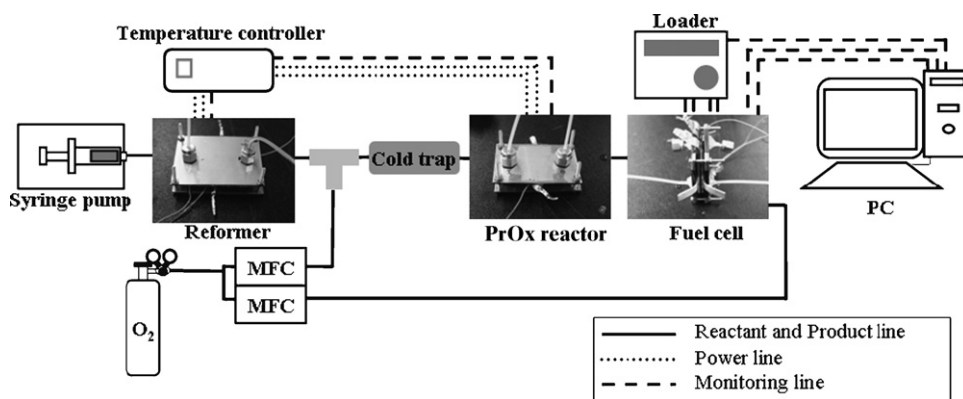 Temperature controller
Loader
Syringe pump
Reformer
Cold trap
PrOx reactor
Fuel cell
PC
MFC
MFC
O₂
Reactant and Product line
Power line
Monitoring line